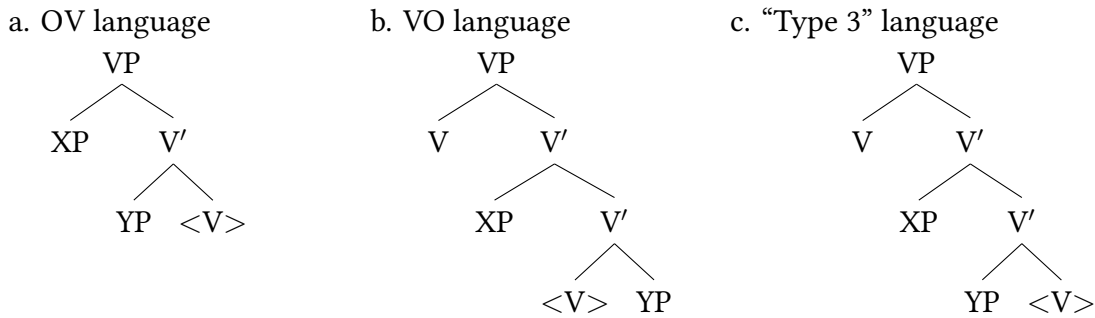 a. OV language b. VO language c. “Type 3” language
VP VP VP
XP V′ V V′ V V′
YP <V> XP V′ XP V′
<V> YP YP <V>